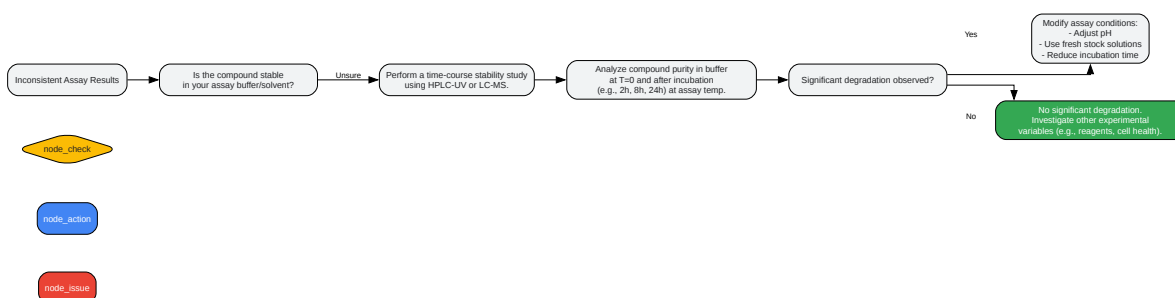 Inconsistent Assay Results
Is the compound stable
in your assay buffer/solvent?
Unsure
Perform a time-course stability study
using HPLC-UV or LC-MS.
Analyze compound purity in buffer
at T=0 and after incubation
(e.g., 2h, 8h, 24h) at assay temp.
Significant degradation observed?
Yes
Modify assay conditions:
- Adjust pH
- Use fresh stock solutions
- Reduce incubation time
No
No significant degradation.
Investigate other experimental
variables (e.g., reagents, cell health).
node_check
node_action
node_issue